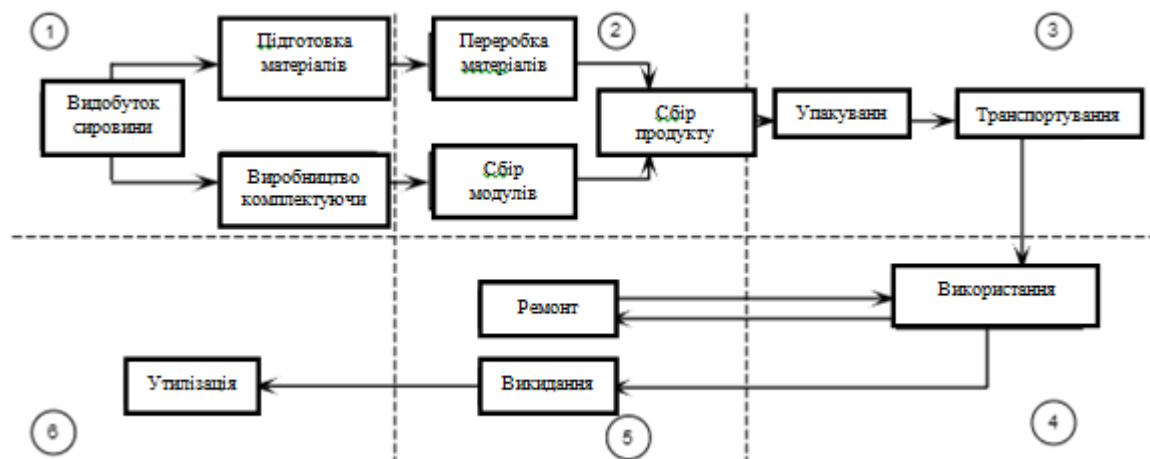 1
2
3
Підготовка
матеріалів
Переробка
матеріалів
Видобуток
сировини
Сбір
продукту
Упакуванн
Транспортування
Виробництво
комплектуючи
Сбір
модулів
Використання
Ремонт
Утилізація
Викидання
6
5
4